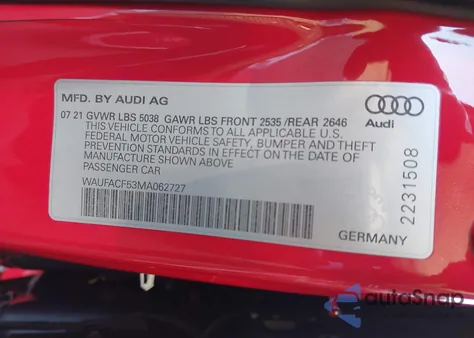 MFD. BY AUDI AG
07 21 GVWR LBS 5038 GAWR LBS FRONT 2535 /REAR 2646
THIS VEHICLE CONFORMS TO ALL APPLICABLE U.S.
FEDERAL MOTOR VEHICLE SAFETY, BUMPER AND THEFT
PREVENTION STANDARDS IN EFFECT ON THE DATE OF
MANUFACTURE SHOWN ABOVE
PASSENGER CAR
WAUFACF53MA062727
Audi
2231508
GERMANY
autoSnap